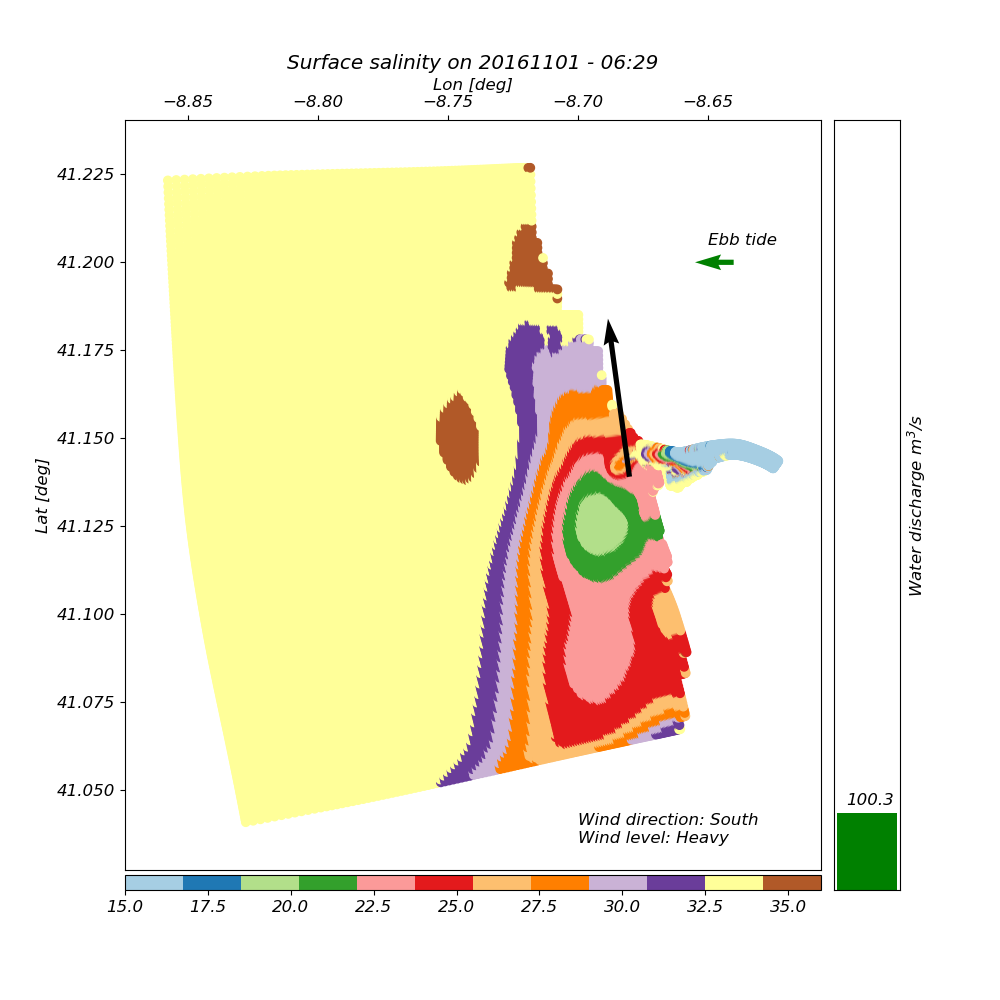 Surface salinity on 20161101 - 06:29
Lon [deg]
−8.85 −8.80 −8.75 −8.70 −8.65
41.225
41.200
41.175
41.150
41.125
41.100
41.075
41.050
Lat [deg]
Ebb tide
Wind direction: South
Wind level: Heavy
15.0 17.5 20.0 22.5 25.0 27.5 30.0 32.5 35.0
100.3
Water discharge m³/s